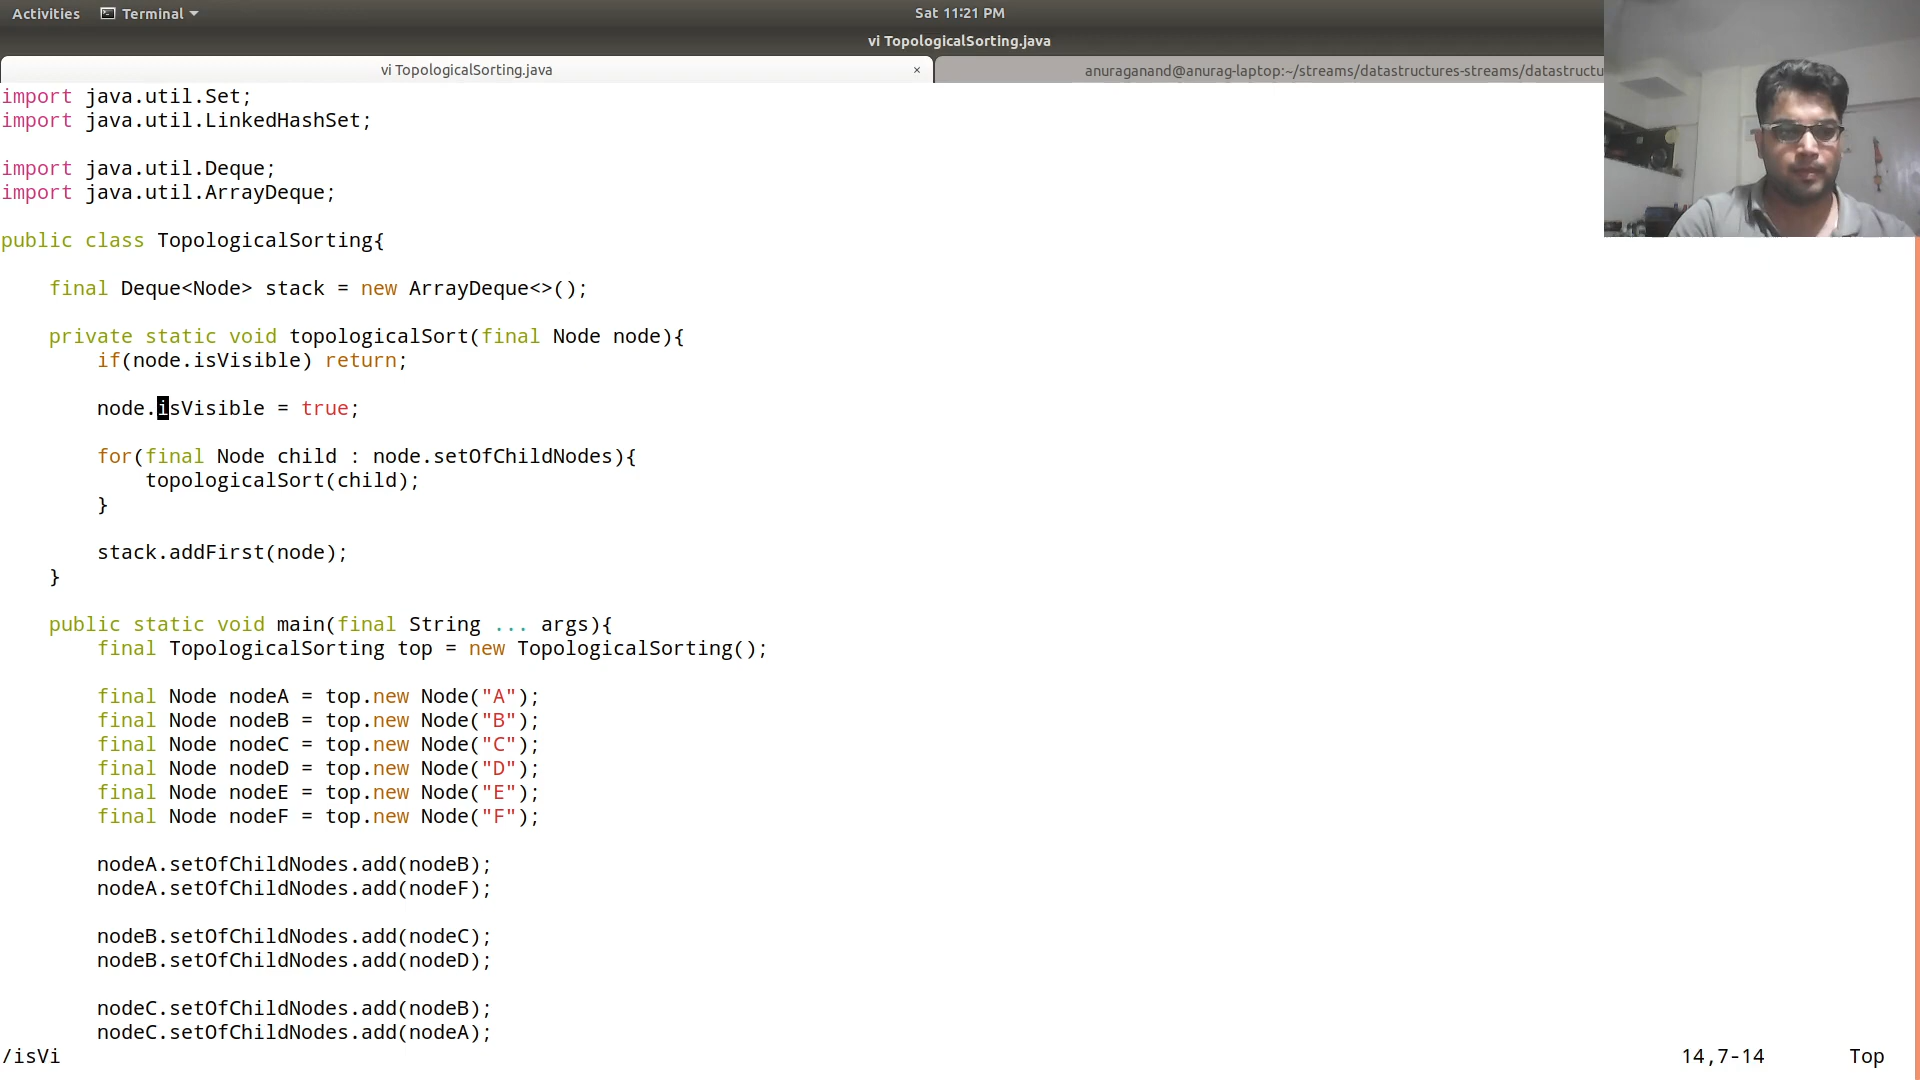 Activities Terminal Sat 11:21 PM
vi TopologicalSorting.java
vi TopologicalSorting.java × anuraganand@anurag-laptop:~/streams/datastructures-streams/datastructu
import java.util.Set;
import java.util.LinkedHashSet;
import java.util.Deque;
import java.util.ArrayDeque;
public class TopologicalSorting{
final Deque<Node> stack = new ArrayDeque<>();
private static void topologicalSort(final Node node){
if(node.isVisible) return;
node.isVisible = true;
for(final Node child : node.setOfChildNodes){
topologicalSort(child);
}
stack.addFirst(node);
}
public static void main(final String ... args){
final TopologicalSorting top = new TopologicalSorting();
final Node nodeA = top.new Node("A");
final Node nodeB = top.new Node("B");
final Node nodeC = top.new Node("C");
final Node nodeD = top.new Node("D");
final Node nodeE = top.new Node("E");
final Node nodeF = top.new Node("F");
nodeA.setOfChildNodes.add(nodeB);
nodeA.setOfChildNodes.add(nodeF);
nodeB.setOfChildNodes.add(nodeC);
nodeB.setOfChildNodes.add(nodeD);
nodeC.setOfChildNodes.add(nodeB);
nodeC.setOfChildNodes.add(nodeA);
/isVi 14,7-14 Top